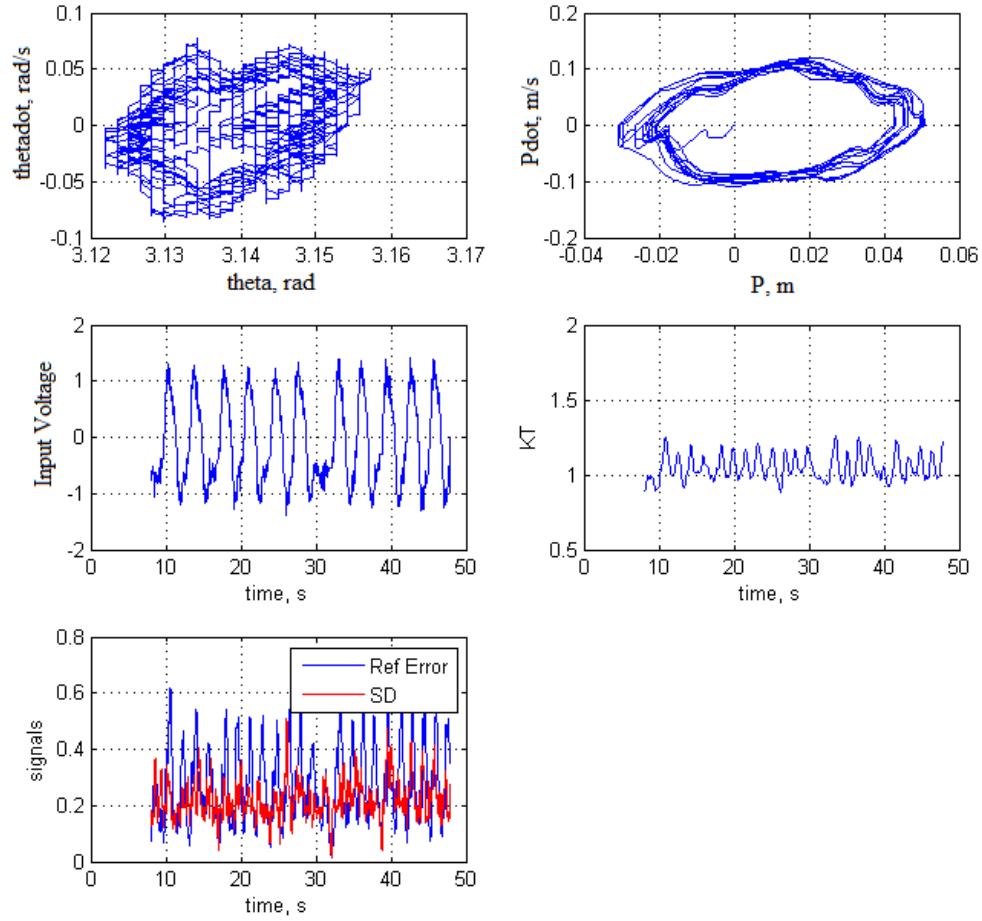 0.1
0.05
0
-0.05
-0.1
thetadot, rad/s
3.12 3.13 3.14 3.15 3.16 3.17
theta, rad
0.2
0.1
0
-0.1
-0.2
Pdot, m/s
-0.04 -0.02 0 0.02 0.04 0.06
P, m
2
1
0
-1
-2
Input Voltage
0 10 20 30 40 50
time, s
2
1.5
1
0.5
KT
0 10 20 30 40 50
time, s
0.8
0.6
0.4
0.2
0
signals
Ref Error
SD
0 10 20 30 40 50
time, s